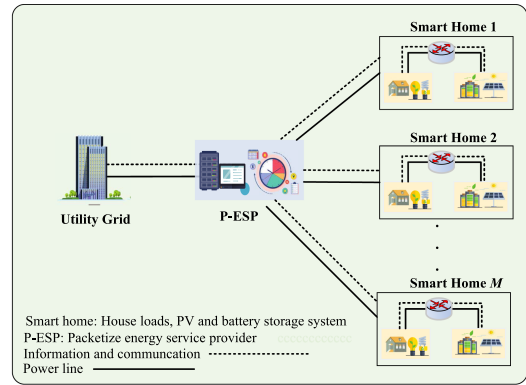 Smart Home 1
Smart Home 2
Utility Grid
P-ESP
Smart Home M
Smart home: House loads, PV and battery storage system
P-ESP: Packetize energy service provider
Information and communcation
Power line